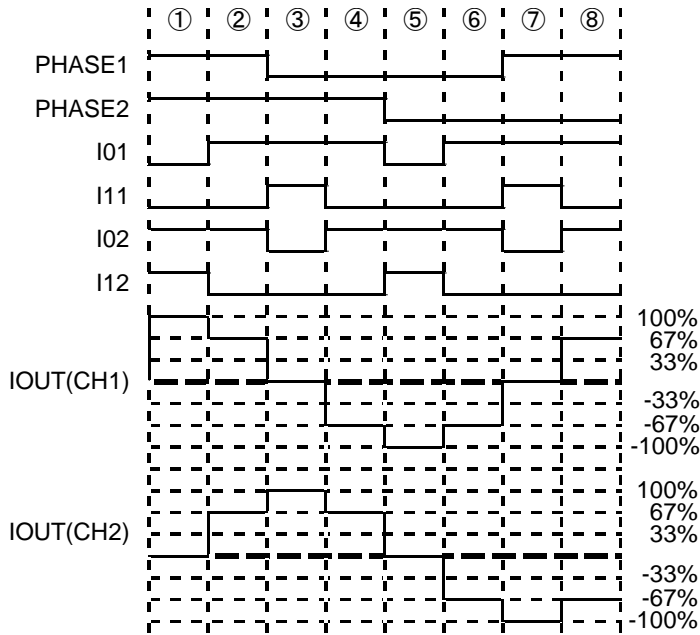 ① ② ③ ④ ⑤ ⑥ ⑦ ⑧
PHASE1
PHASE2
I01
I11
I02
I12
IOUT(CH1)
100%
67%
33%
-33%
-67%
-100%
IOUT(CH2)
100%
67%
33%
-33%
-67%
-100%